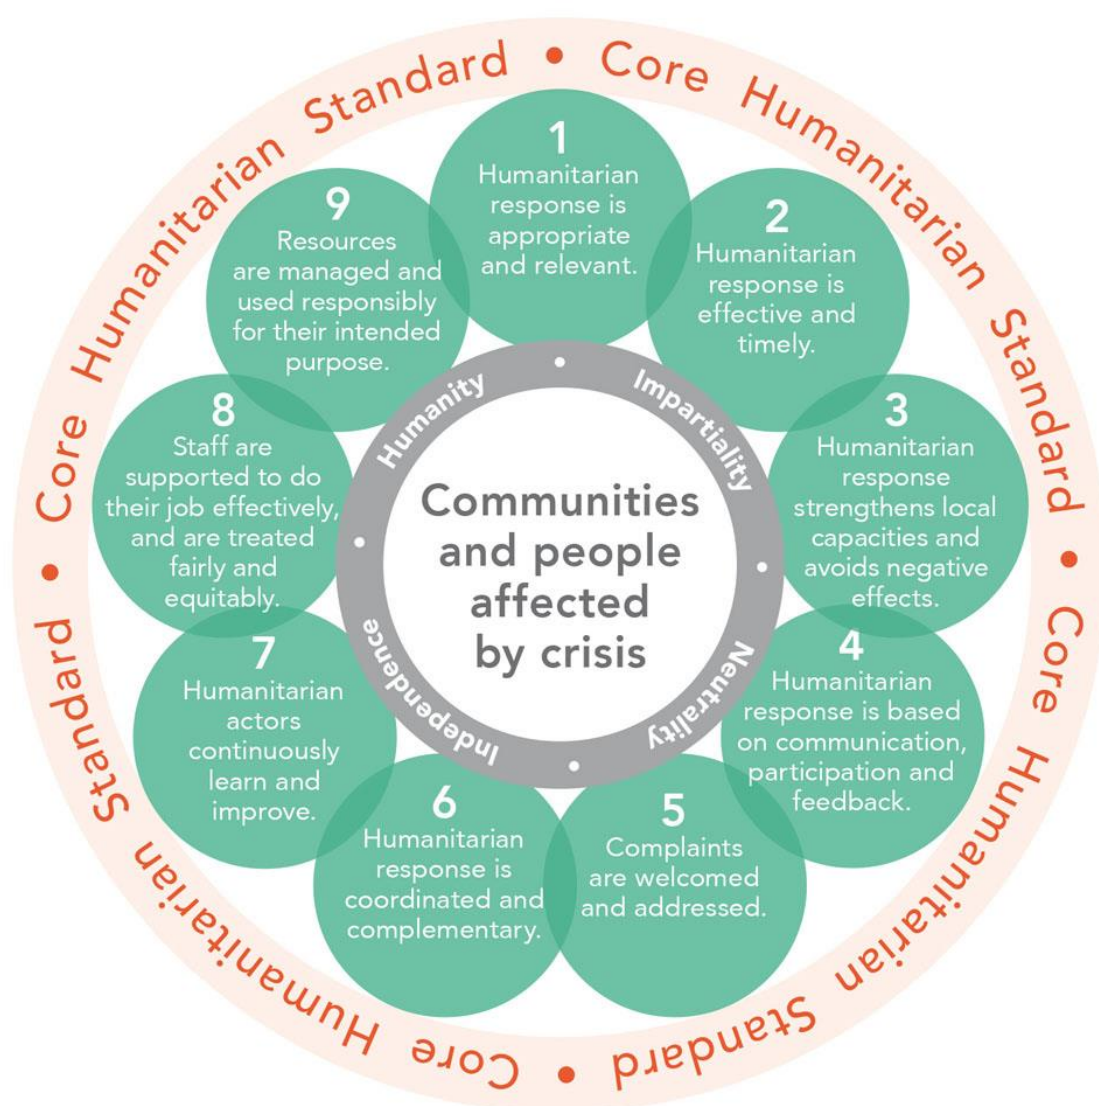 Core Humanitarian Standard • Core Humanitarian Standard • Core Humanitarian Standard • Core Humanitarian Standard •
1
Humanitarian
response is
appropriate
and relevant.
2
Humanitarian
response is
effective and
timely.
3
Humanitarian
response
strengthens local
capacities and
avoids negative
effects.
4
Humanitarian
response is based
on communication,
participation and
feedback.
5
Complaints
are welcomed
and addressed.
6
Humanitarian
response is
coordinated and
complementary.
7
Humanitarian
actors
continuously
learn and
improve.
8
Staff are
supported to do
their job effectively,
and are treated
fairly and
equitably.
9
Resources
are managed and
used responsibly
for their intended
purpose.
Humanity • Impartiality • Neutrality • Independence •
Communities
and people
affected
by crisis